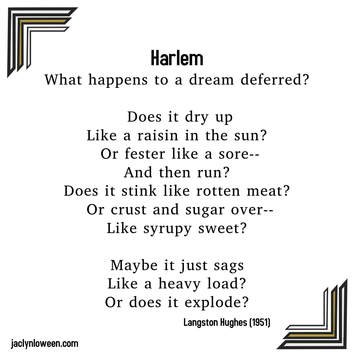 Harlem
What happens to a dream deferred?
Does it dry up
Like a raisin in the sun?
Or fester like a sore--
And then run?
Does it stink like rotten meat?
Or crust and sugar over--
Like syrupy sweet?
Maybe it just sags
Like a heavy load?
Or does it explode?
Langston Hughes (1951)
jaclynloween.com